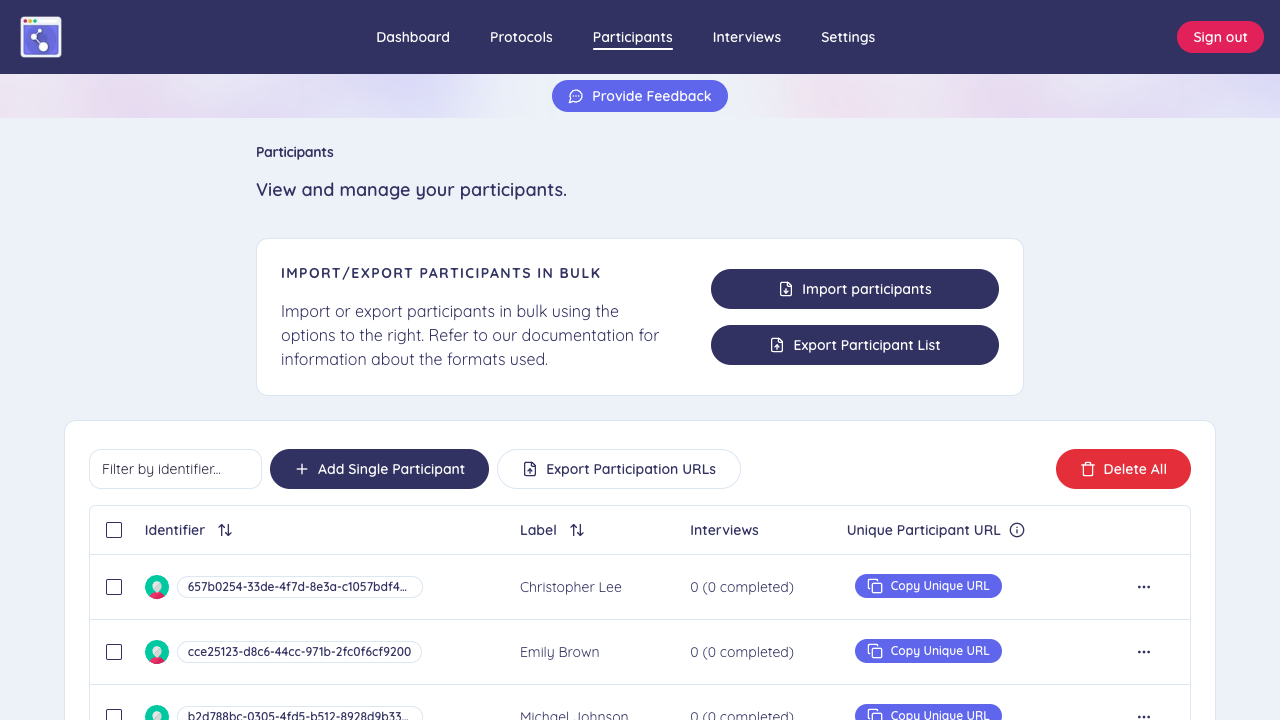 Dashboard
Protocols
Participants
Interviews
Settings
Sign out
Provide Feedback
Participants
View and manage your participants.
IMPORT/EXPORT PARTICIPANTS IN BULK
Import or export participants in bulk using the
options to the right. Refer to our documentation for
information about the formats used.
Import participants
Export Participant List
Filter by identifier...
Add Single Participant
Export Participation URLs
Delete All
Identifier
Label
Interviews
Unique Participant URL
657b0254-33de-4f7d-8e3a-c1057bdf4...
Christopher Lee
0 (0 completed)
Copy Unique URL
cce25123-d8c6-44cc-971b-2fc0f6cf9200
Emily Brown
0 (0 completed)
Copy Unique URL
b2d788bc-0305-4fd5-b512-8928d9b33...
Michael Johnson
0 (0 completed)
Copy Unique URL